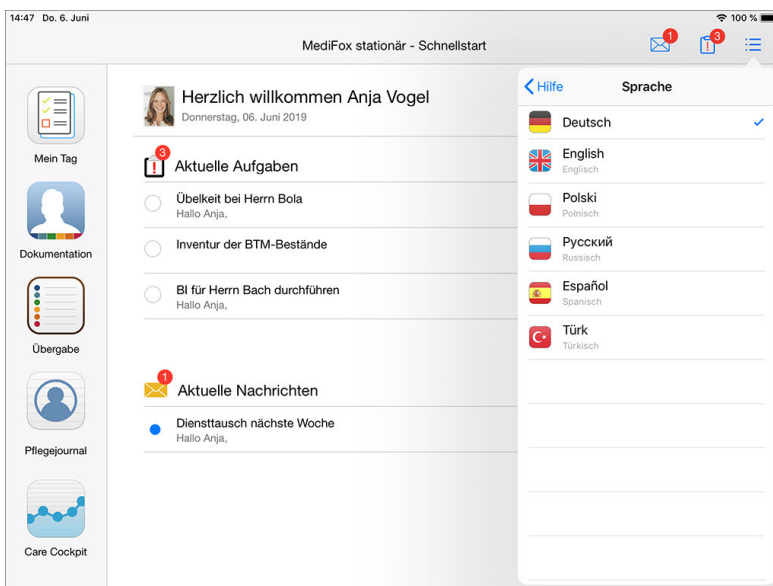 14:47 Do. 6. Juni
100 %
MediFox stationär - Schnellstart
1
3
Mein Tag
Dokumentation
Übergabe
Pflegejournal
Care Cockpit
Herzlich willkommen Anja Vogel
Donnerstag, 06. Juni 2019
3
Aktuelle Aufgaben
Übelkeit bei Herrn Bola
Hallo Anja,
Inventur der BTM-Bestände
BI für Herrn Bach durchführen
Hallo Anja,
1
Aktuelle Nachrichten
Diensttausch nächste Woche
Hallo Anja,
Hilfe
Sprache
Deutsch
English
Englisch
Polski
Polnisch
Русский
Russisch
Español
Spanisch
Türk
Türkisch